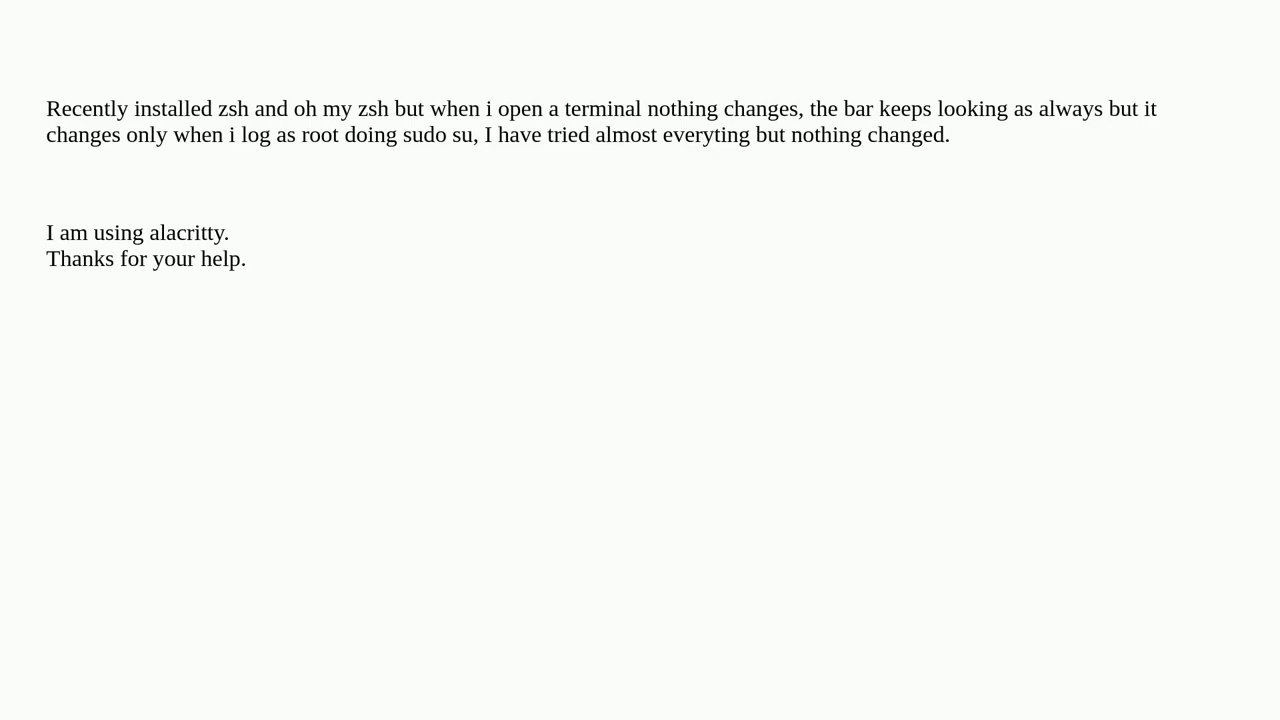 Recently installed zsh and oh my zsh but when i open a terminal nothing changes, the bar keeps looking as always but it
changes only when i log as root doing sudo su, I have tried almost everyting but nothing changed.
I am using alacritty.
Thanks for your help.